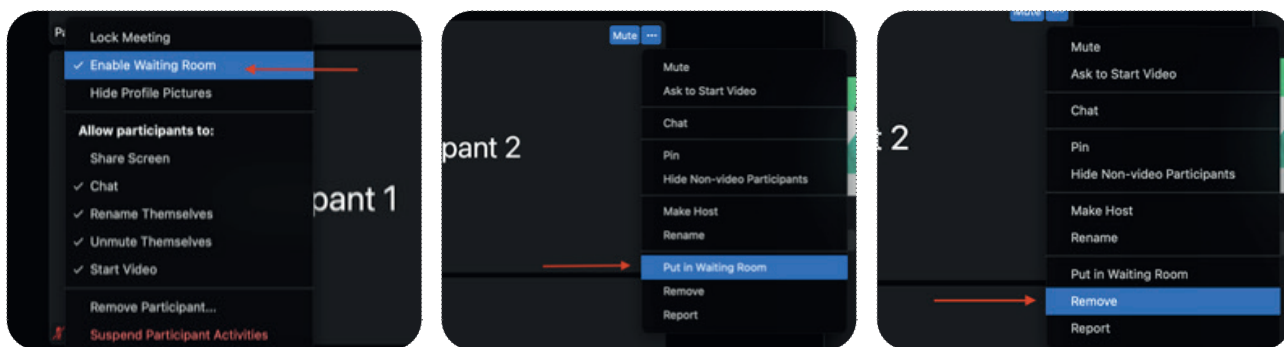 Pa
Lock Meeting
✓ Enable Waiting Room
Hide Profile Pictures
Allow participants to:
Share Screen
✓ Chat
✓ Rename Themselves
✓ Unmute Themselves
✓ Start Video
Remove Participant...
Suspend Participant Activities
pant 1
Mute ...
Mute
Ask to Start Video
Chat
Pin
Hide Non-video Participants
Make Host
Rename
Put in Waiting Room
Remove
Report
pant 2
Mute
Mute
Ask to Start Video
Chat
Pin
Hide Non-video Participants
Make Host
Rename
Put in Waiting Room
Remove
Report
2